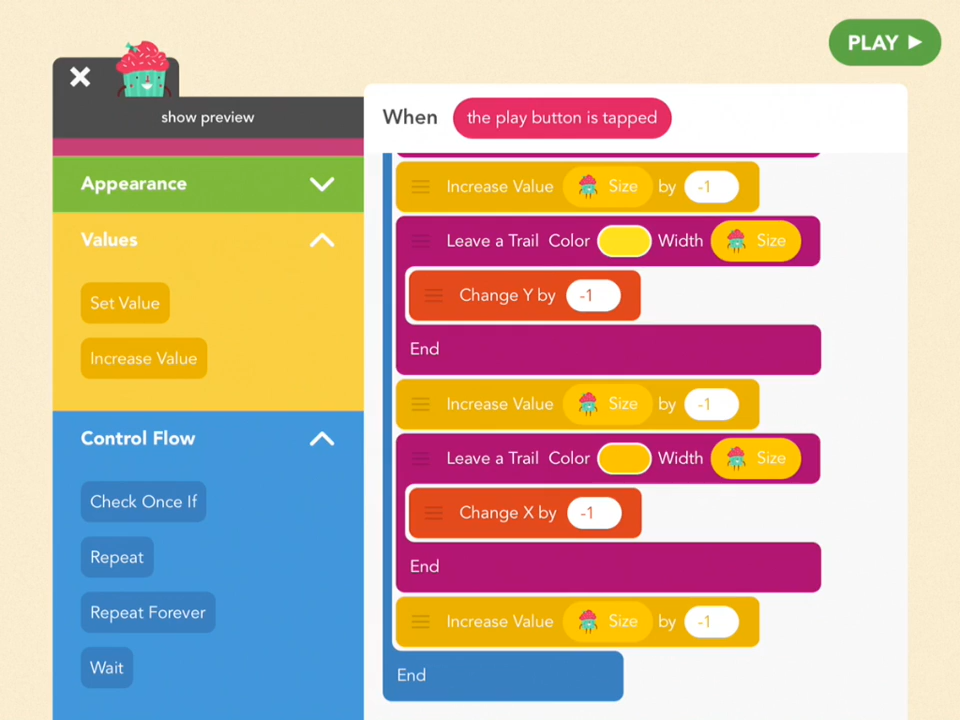 PLAY
show preview
When the play button is tapped
Appearance
Values
Set Value
Increase Value
Control Flow
Check Once If
Repeat
Repeat Forever
Wait
Increase Value Size by -1
Leave a Trail Color Width Size
Change Y by -1
End
Increase Value Size by -1
Leave a Trail Color Width Size
Change X by -1
End
Increase Value Size by -1
End